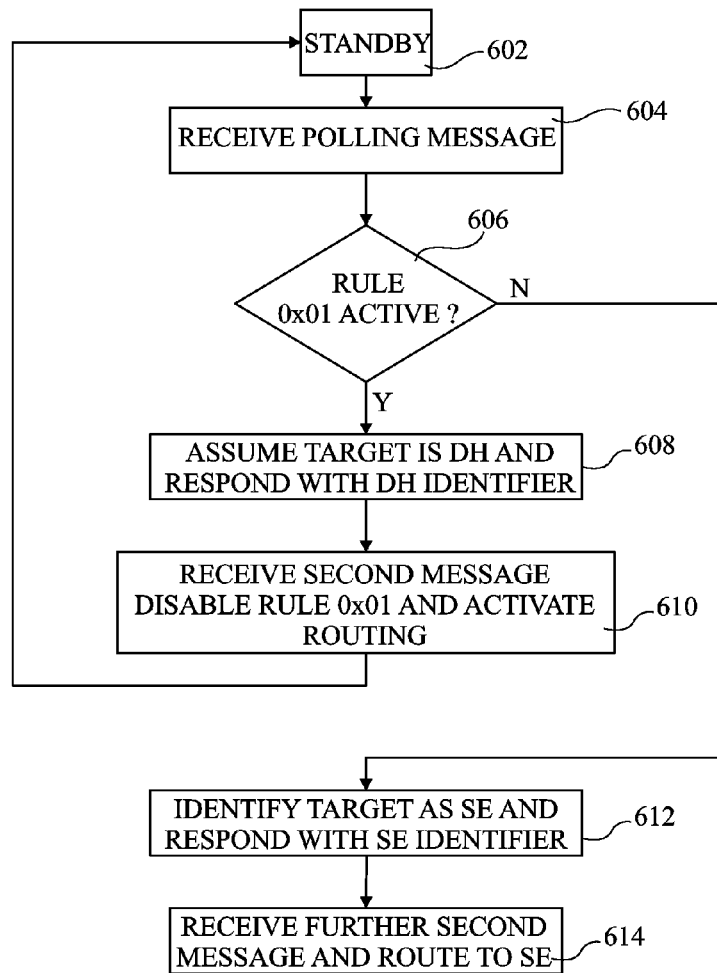 STANDBY
602
604
RECEIVE POLLING MESSAGE
606
RULE
0x01 ACTIVE ?
N
Y
ASSUME TARGET IS DH AND
RESPOND WITH DH IDENTIFIER
608
RECEIVE SECOND MESSAGE
DISABLE RULE 0x01 AND ACTIVATE
ROUTING
610
IDENTIFY TARGET AS SE AND
RESPOND WITH SE IDENTIFIER
612
RECEIVE FURTHER SECOND
MESSAGE AND ROUTE TO SE
614